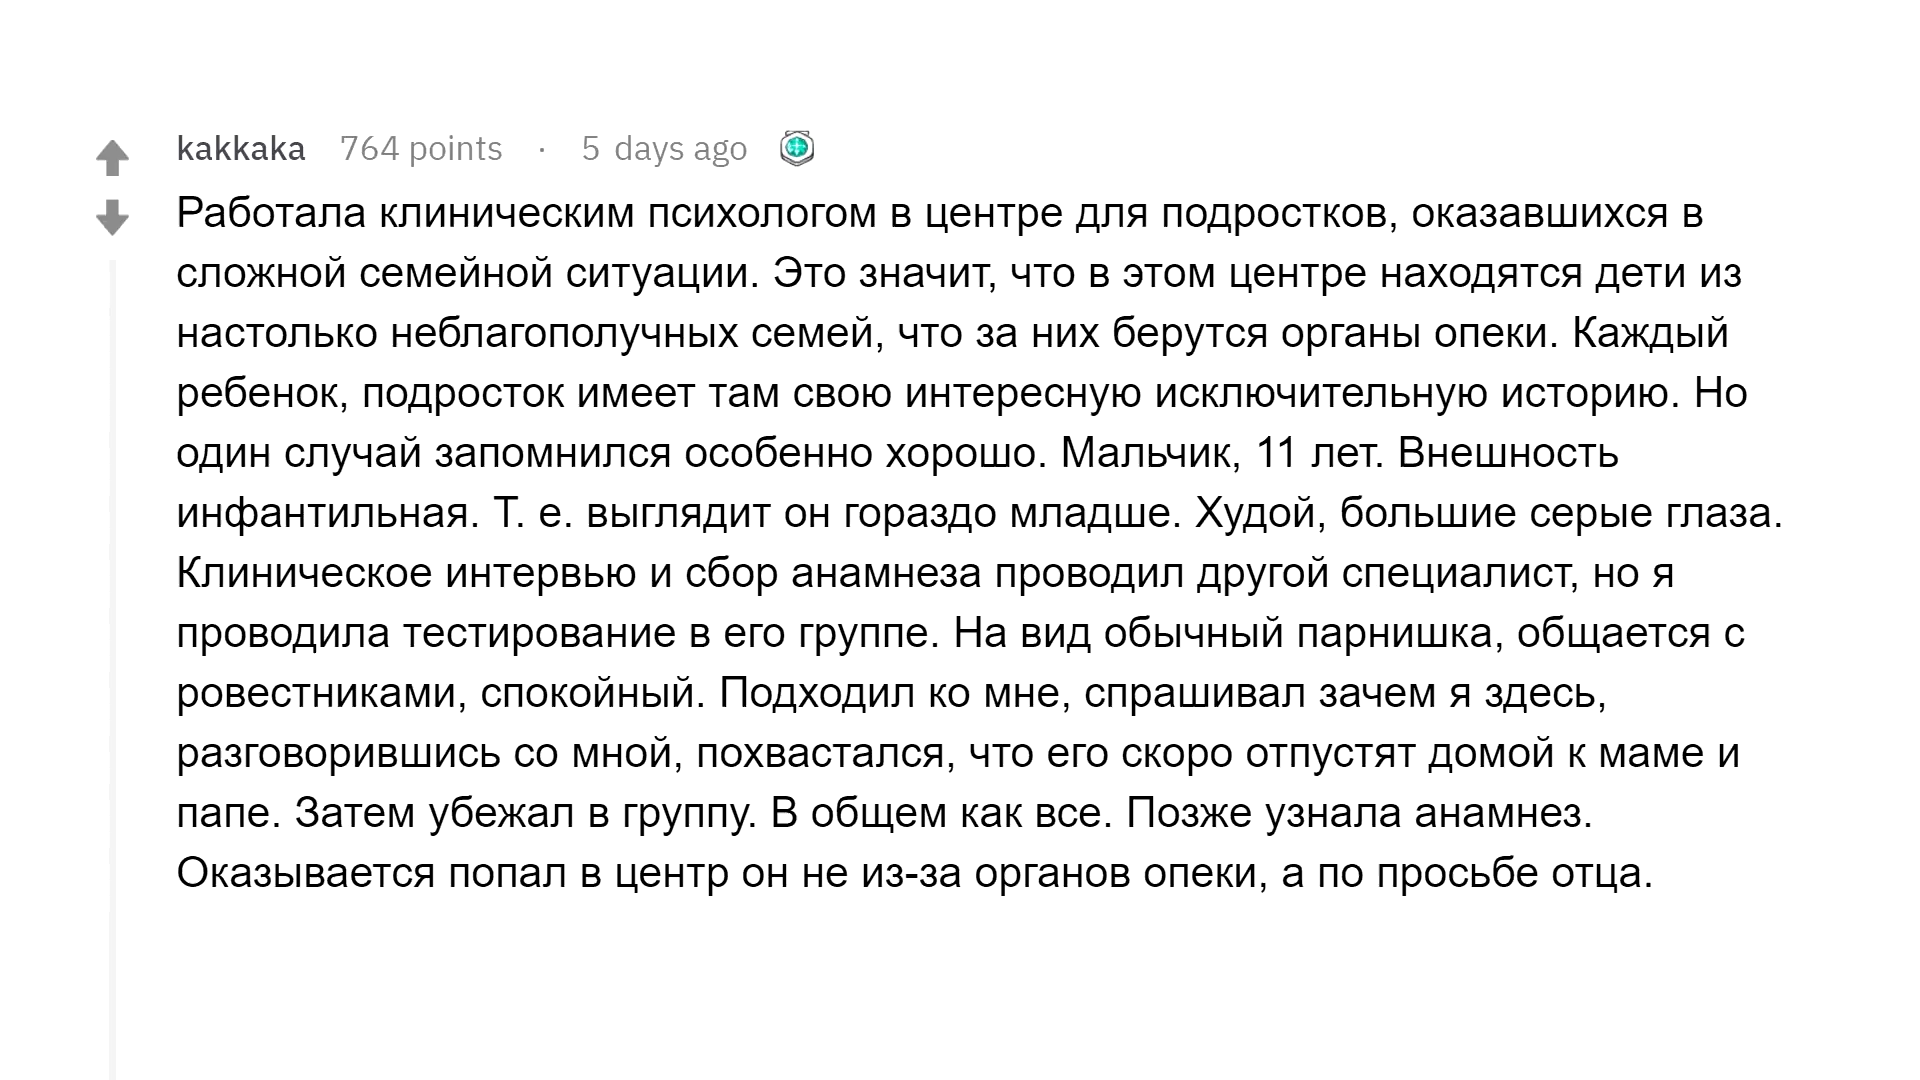 kakkaka 764 points · 5 days ago
Работала клиническим психологом в центре для подростков, оказавшихся в
сложной семейной ситуации. Это значит, что в этом центре находятся дети из
настолько неблагополучных семей, что за них берутся органы опеки. Каждый
ребенок, подросток имеет там свою интересную исключительную историю. Но
один случай запомнился особенно хорошо. Мальчик, 11 лет. Внешность
инфантильная. Т. е. выглядит он гораздо младше. Худой, большие серые глаза.
Клиническое интервью и сбор анамнеза проводил другой специалист, но я
проводила тестирование в его группе. На вид обычный парнишка, общается с
ровестниками, спокойный. Подходил ко мне, спрашивал зачем я здесь,
разговорившись со мной, похвастался, что его скоро отпустят домой к маме и
папе. Затем убежал в группу. В общем как все. Позже узнала анамнез.
Оказывается попал в центр он не из-за органов опеки, а по просьбе отца.